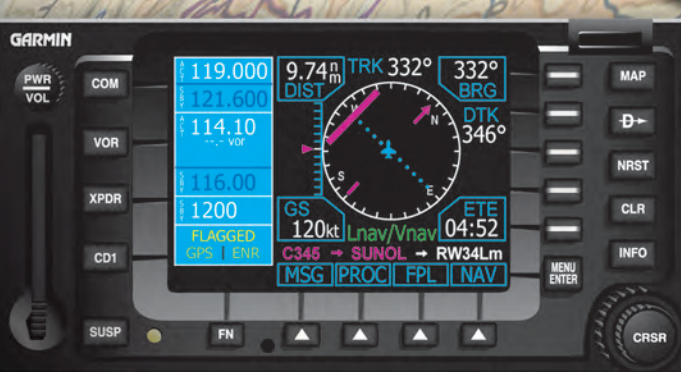 GARMIN
PWR
VOL
COM
VOR
XPDR
CD1
SUSP
119.000
121.600
114.10
--.- vor
116.00
1200
FLAGGED
GPS | ENR
9.74 nm
DIST
TRK 332°
332°
BRG
DTK
346°
N
E
S
GS
120kt
Lnav/Vnav
ETE
04:52
C345 → SUNOL → RW34Lm
MSG PROC FPL NAV
FN
MAP
D→
NRST
CLR
INFO
MENU
ENTER
CRSR